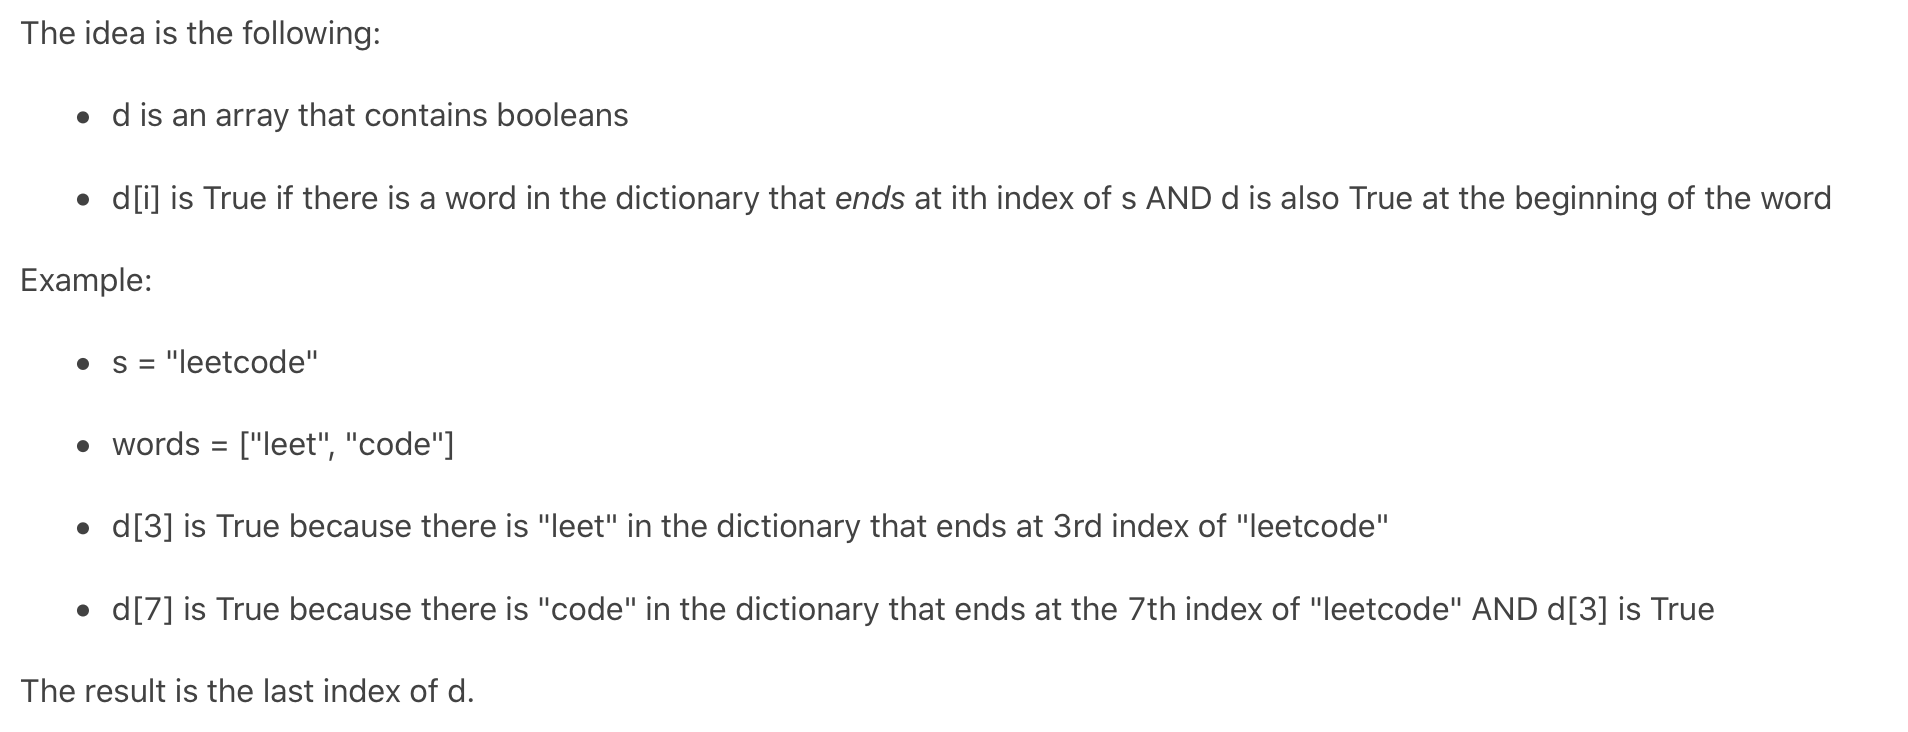 The idea is the following:
• d is an array that contains booleans
• d[i] is True if there is a word in the dictionary that ends at ith index of s AND d is also True at the beginning of the word
Example:
• s = "leetcode"
• words = ["leet", "code"]
• d[3] is True because there is "leet" in the dictionary that ends at 3rd index of "leetcode"
• d[7] is True because there is "code" in the dictionary that ends at the 7th index of "leetcode" AND d[3] is True
The result is the last index of d.